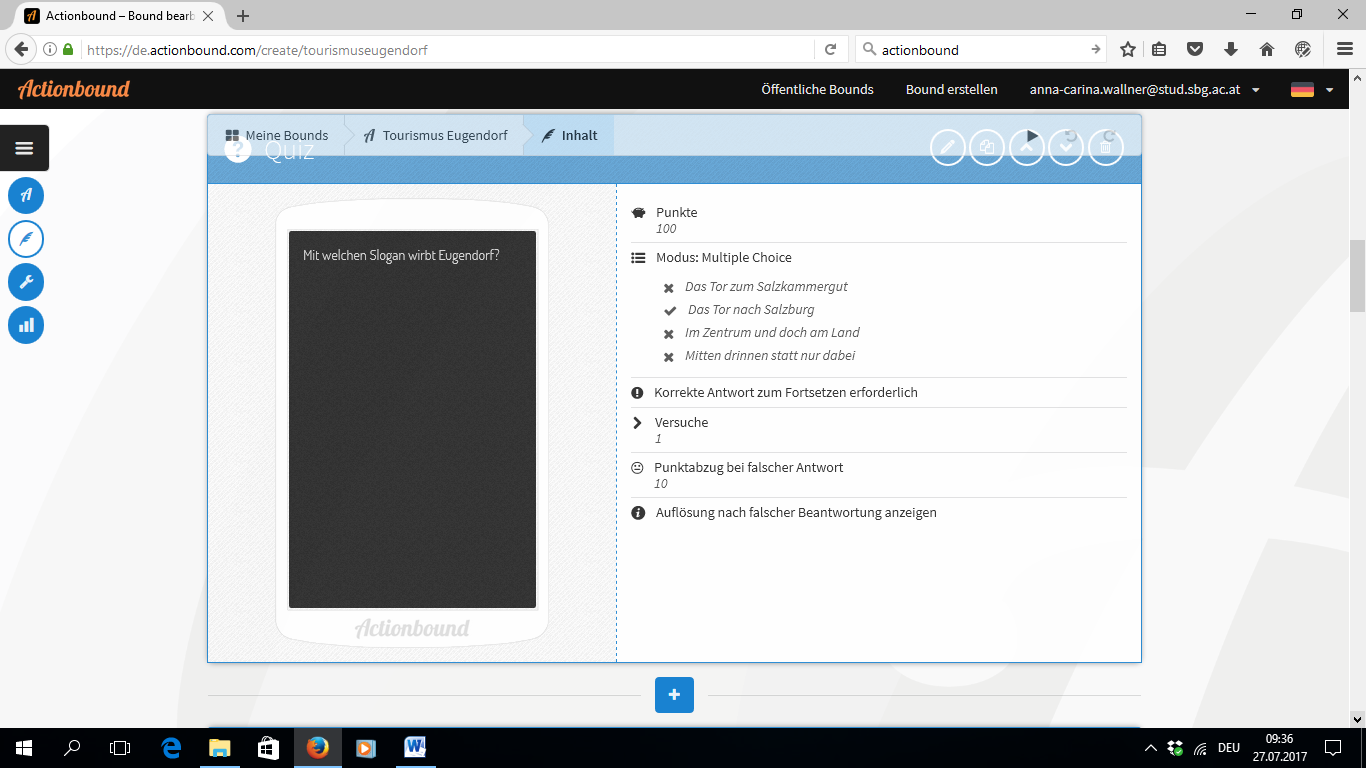 Actionbound – Bound bearb
https://de.actionbound.com/create/tourismuseugendorf
actionbound
Actionbound
Öffentliche Bounds
Bound erstellen
anna-carina.wallner@stud.sbg.ac.at
Meine Bounds
Tourismus Eugendorf
Inhalt
Quiz
Mit welchen Slogan wirbt Eugendorf?
Actionbound
Punkte
100
Modus: Multiple Choice
Das Tor zum Salzkammergut
Das Tor nach Salzburg
Im Zentrum und doch am Land
Mitten drinnen statt nur dabei
Korrekte Antwort zum Fortsetzen erforderlich
Versuche
1
Punktabzug bei falscher Antwort
10
Auflösung nach falscher Beantwortung anzeigen
DEU
09:36
27.07.2017